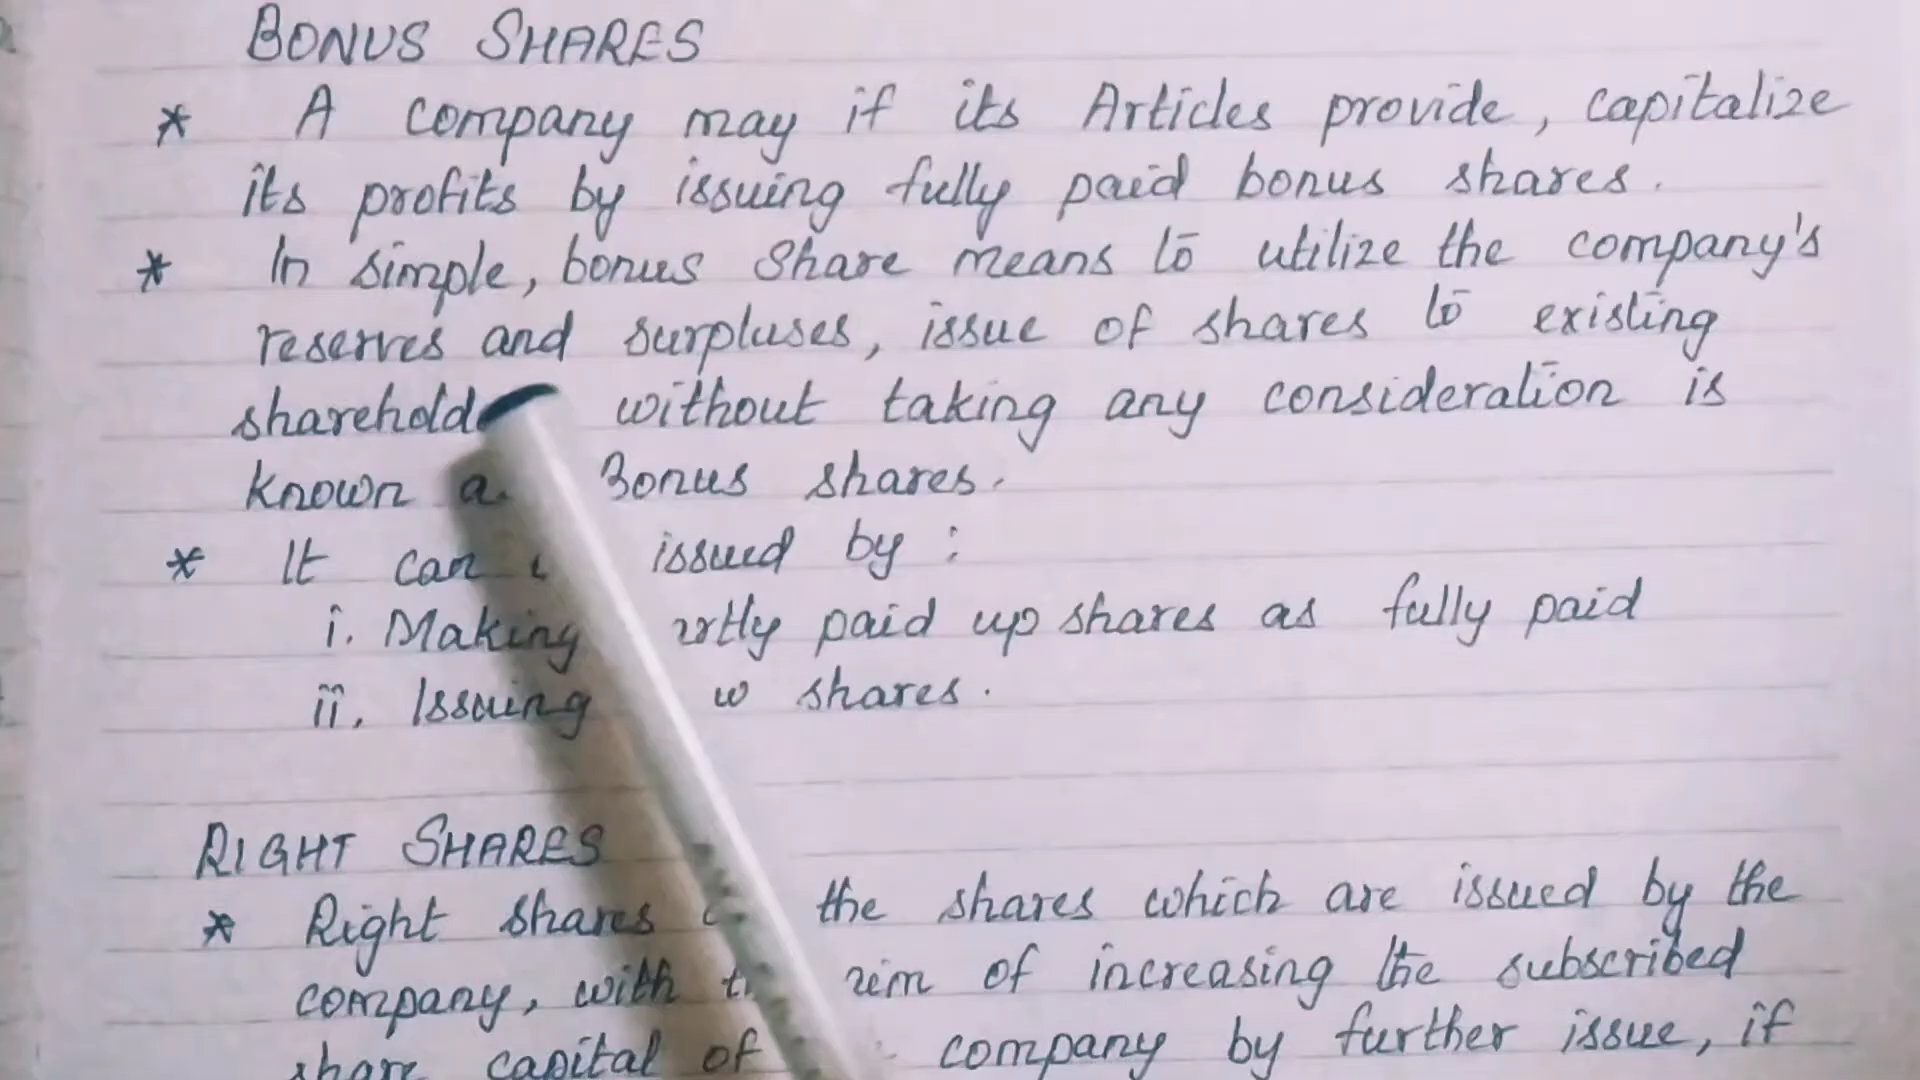 BONUS SHARES
* A company may if its Articles provide, capitalize
its profits by issuing fully paid bonus shares.
* In simple, bonus Share means to utilize the company's
reserves and surpluses, issue of shares to existing
without taking any consideration is
known Bonus shares.
* It can issued by :
i. Making paid up shares as fully paid
ii. Issuing shares.
RIGHT SHARES
* Right shares the shares which are issued by the
company, with of increasing the subscribed
share capital of company by further issue, if